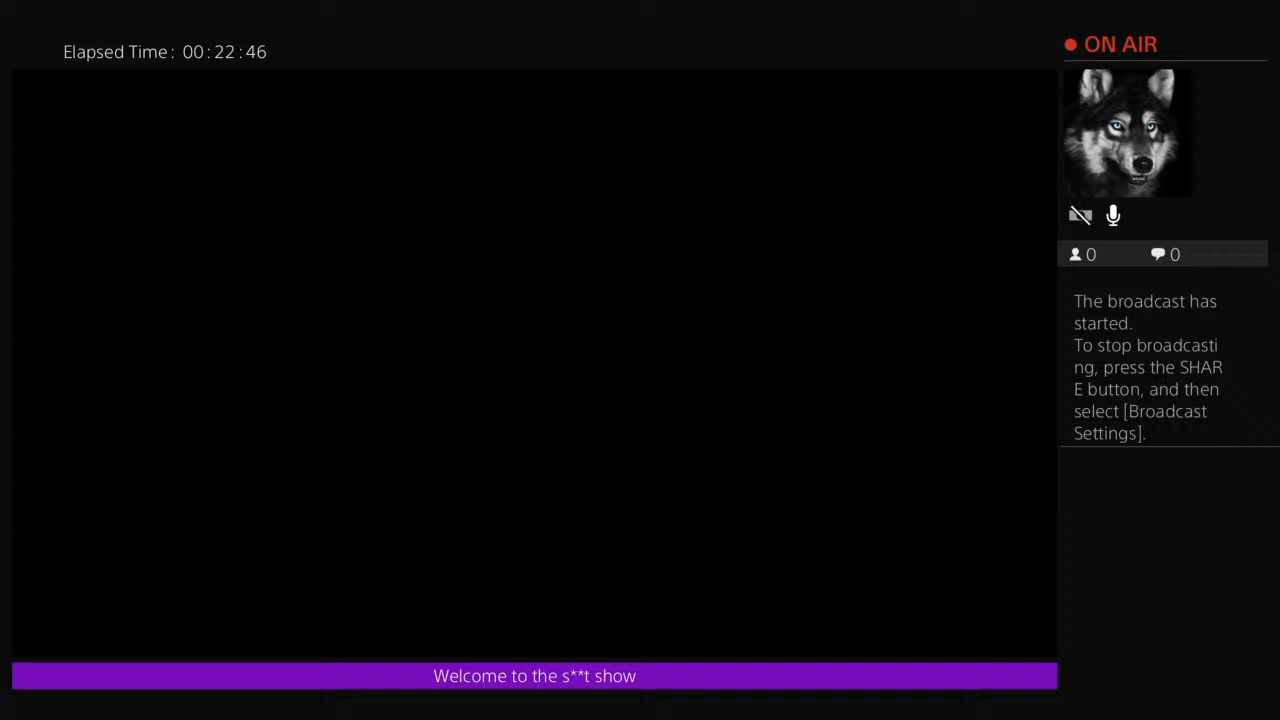 Elapsed Time: 00:22:46
ON AIR
0 0
The broadcast has
started.
To stop broadcasti
ng, press the SHAR
E button, and then
select [Broadcast
Settings].
Welcome to the s**t show